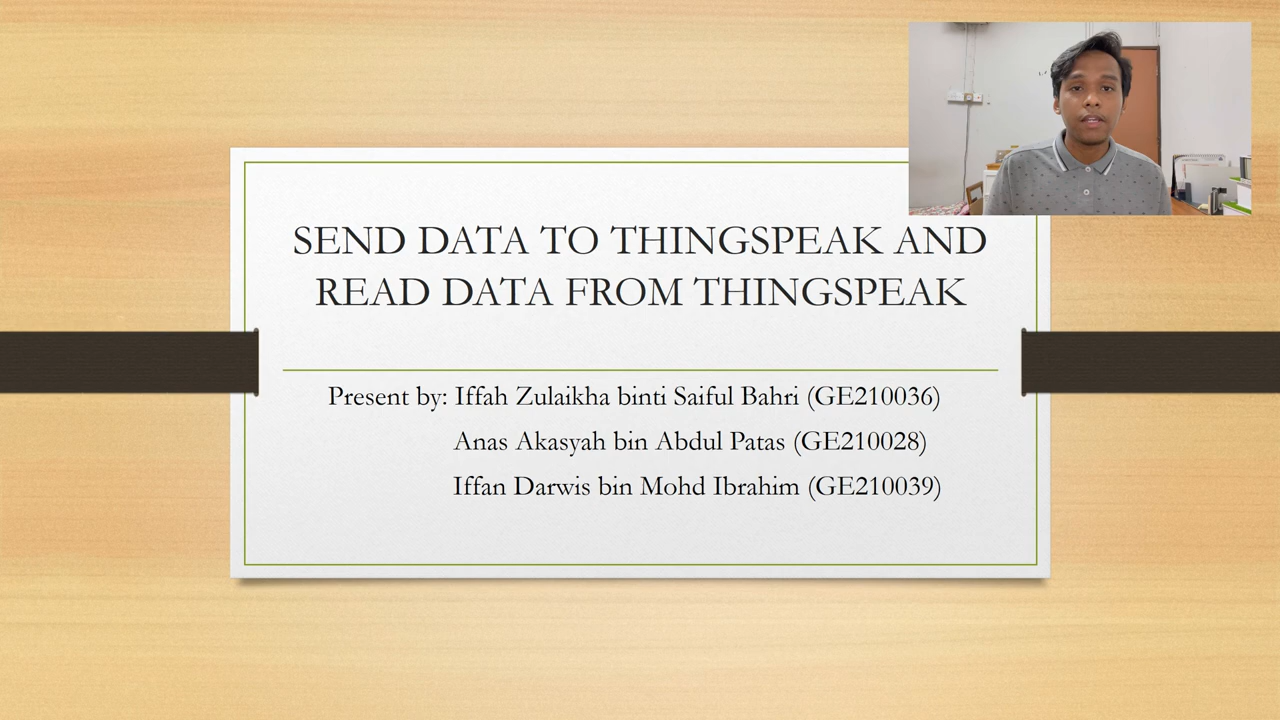 SEND DATA TO THINGSPEAK AND
READ DATA FROM THINGSPEAK
Present by: Iffah Zulaikha binti Saiful Bahri (GE210036)
Anas Akasyah bin Abdul Patas (GE210028)
Iffan Darwis bin Mohd Ibrahim (GE210039)